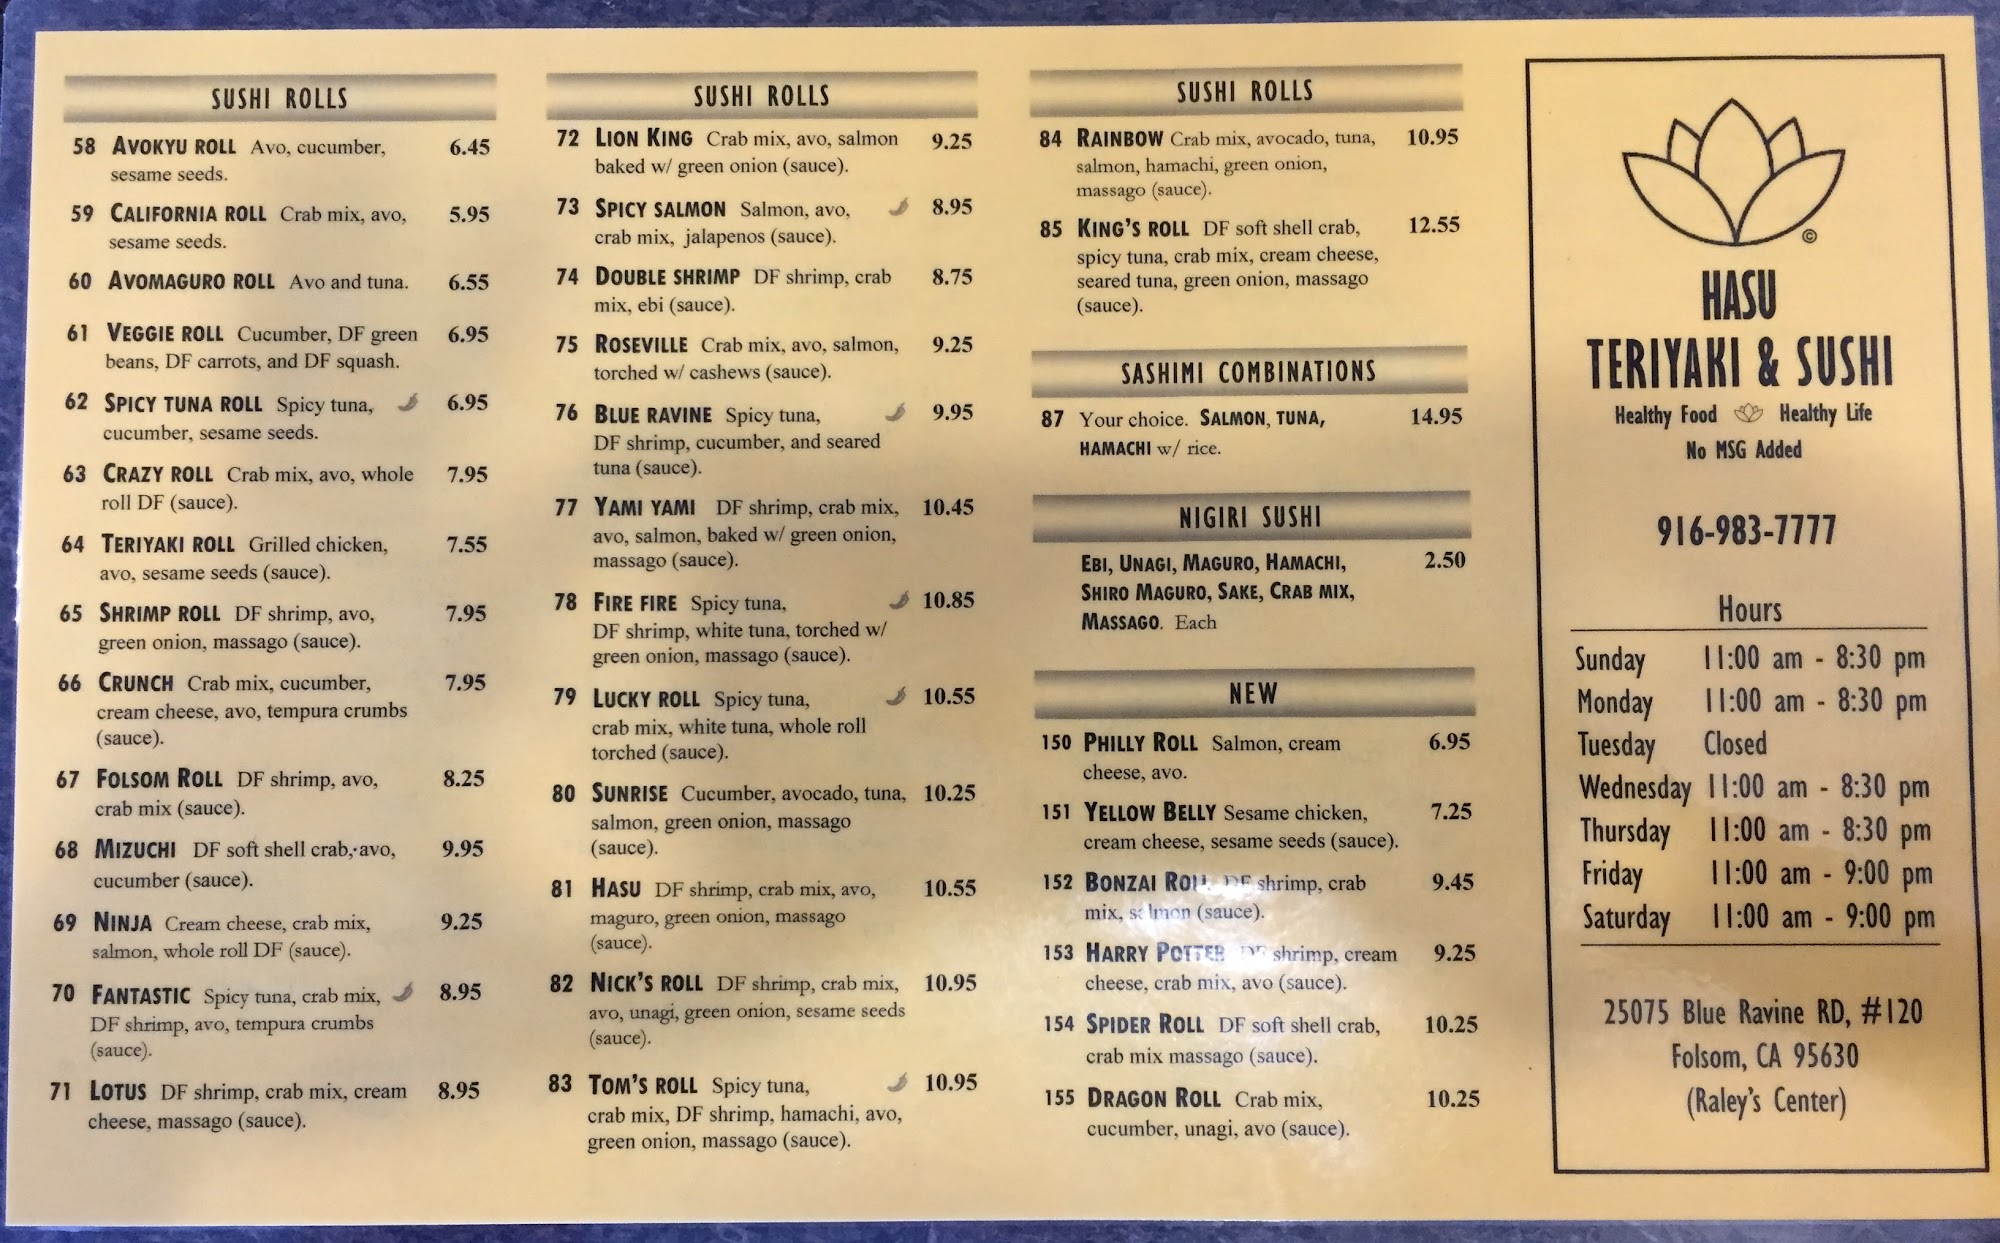 SUSHI ROLLS
58 AVOKYU ROLL Avo, cucumber, 6.45
sesame seeds.
59 CALIFORNIA ROLL Crab mix, avo, 5.95
sesame seeds.
60 AVOMAGURO ROLL Avo and tuna. 6.55
61 VEGGIE ROLL Cucumber, DF green 6.95
beans, DF carrots, and DF squash.
62 SPICY TUNA ROLL Spicy tuna, 6.95
cucumber, sesame seeds.
63 CRAZY ROLL Crab mix, avo, whole 7.95
roll DF (sauce).
64 TERIYAKI ROLL Grilled chicken, 7.55
avo, sesame seeds (sauce).
65 SHRIMP ROLL DF shrimp, avo, 7.95
green onion, massago (sauce).
66 CRUNCH Crab mix, cucumber, 7.95
cream cheese, avo, tempura crumbs
(sauce).
67 FOLSOM ROLL DF shrimp, avo, 8.25
crab mix (sauce).
68 MIZUCHI DF soft shell crab, avo, 9.95
cucumber (sauce).
69 NINJA Cream cheese, crab mix, 9.25
salmon, whole roll DF (sauce).
70 FANTASTIC Spicy tuna, crab mix, 8.95
DF shrimp, avo, tempura crumbs
(sauce).
71 LOTUS DF shrimp, crab mix, cream 8.95
cheese, massago (sauce).
SUSHI ROLLS
72 LION KING Crab mix, avo, salmon 9.25
baked w/ green onion (sauce).
73 SPICY SALMON Salmon, avo, 8.95
crab mix, jalapenos (sauce).
74 DOUBLE SHRIMP DF shrimp, crab 8.75
mix, ebi (sauce).
75 ROSEVILLE Crab mix, avo, salmon, 9.25
torched w/ cashews (sauce).
76 BLUE RAVINE Spicy tuna, 9.95
DF shrimp, cucumber, and seared
tuna (sauce).
77 YAMI YAMI DF shrimp, crab mix, 10.45
avo, salmon, baked w/ green onion,
massago (sauce).
78 FIRE FIRE Spicy tuna, 10.85
DF shrimp, white tuna, torched w/
green onion, massago (sauce).
79 LUCKY ROLL Spicy tuna, 10.55
crab mix, white tuna, whole roll
torched (sauce).
80 SUNRISE Cucumber, avocado, tuna, 10.25
salmon, green onion, massago
(sauce).
81 HASU DF shrimp, crab mix, avo, 10.55
maguro, green onion, massago
(sauce).
82 NICK'S ROLL DF shrimp, crab mix, 10.95
avo, unagi, green onion, sesame seeds
(sauce).
83 TOM'S ROLL Spicy tuna, 10.95
crab mix, DF shrimp, hamachi, avo,
green onion, massago (sauce).
SUSHI ROLLS
84 RAINBOW Crab mix, avocado, tuna, 10.95
salmon, hamachi, green onion,
massago (sauce).
85 KING'S ROLL DF soft shell crab, 12.55
spicy tuna, crab mix, cream cheese,
seared tuna, green onion, massago
(sauce).
SASHIMI COMBINATIONS
87 Your choice. SALMON, TUNA, 14.95
HAMACHI w/ rice.
NIGIRI SUSHI
EBI, UNAGI, MAGURO, HAMACHI, 2.50
SHIRO MAGURO, SAKE, CRAB MIX,
MASSAGO. Each
NEW
150 PHILLY ROLL Salmon, cream 6.95
cheese, avo.
151 YELLOW BELLY Sesame chicken, 7.25
cream cheese, sesame seeds (sauce).
152 BONZAI ROLL DF shrimp, crab 9.45
mix, salmon (sauce).
153 HARRY POTTER DF shrimp, cream 9.25
cheese, crab mix, avo (sauce).
154 SPIDER ROLL DF soft shell crab, 10.25
crab mix massago (sauce).
155 DRAGON ROLL Crab mix, 10.25
cucumber, unagi, avo (sauce).
©
HASU
TERIYAKI & SUSHI
Healthy Food Healthy Life
No MSG Added
916-983-7777
Hours
Sunday 11:00 am - 8:30 pm
Monday 11:00 am - 8:30 pm
Tuesday Closed
Wednesday 11:00 am - 8:30 pm
Thursday 11:00 am - 8:30 pm
Friday 11:00 am - 9:00 pm
Saturday 11:00 am - 9:00 pm
25075 Blue Ravine RD, #120
Folsom, CA 95630
(Raley's Center)